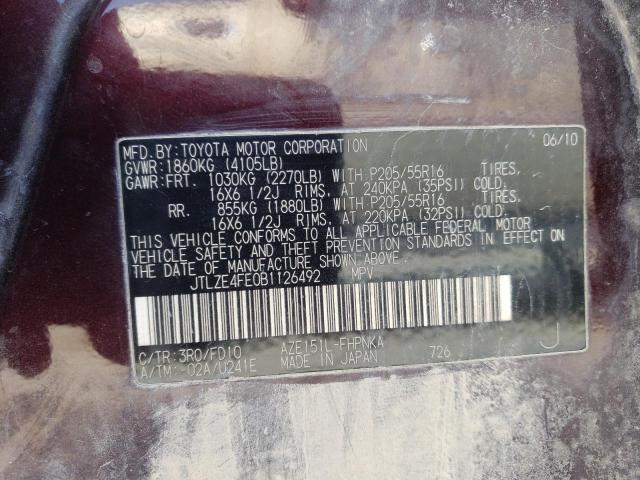 MFD.BY:TOYOTA MOTOR CORPORATION 06/10
GVWR:1860KG (4105LB)
GAWR:FRT. 1030KG (2270LB) WITH P205/55R16 TIRES,
16X6 1/2J RIMS, AT 240KPA (35PSI) COLD.
RR. 855KG (1880LB) WITH P205/55R16 TIRES,
16X6 1/2J RIMS, AT 220KPA (32PSI) COLD.
THIS VEHICLE CONFORMS TO ALL APPLICABLE FEDERAL MOTOR
VEHICLE SAFETY AND THEFT PREVENTION STANDARDS IN EFFECT
ON THE DATE OF MANUFACTURE SHOWN ABOVE.
JTLZE4FE0B1126492 MPV
C/TR:3R0/FD10 AZE151L-FHPNKA
A/TM:-02A/U241E MADE IN JAPAN 726 J